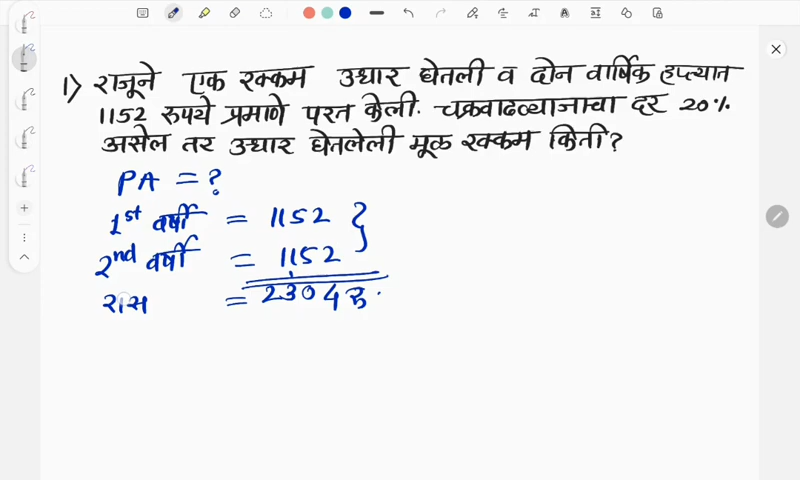 1) राजूने एक रक्कम उधार घेतली व दोन वार्षिक हप्त्यात
1152 रुपये प्रमाणे परत केली. चक्रवाढव्याजाचा दर 20%
असेल तर उधार घेतलेली मूळ रक्कम किती?
PA = ?
1st वर्षी = 1152
2nd वर्षी = 1152
रास = 2304 रु.